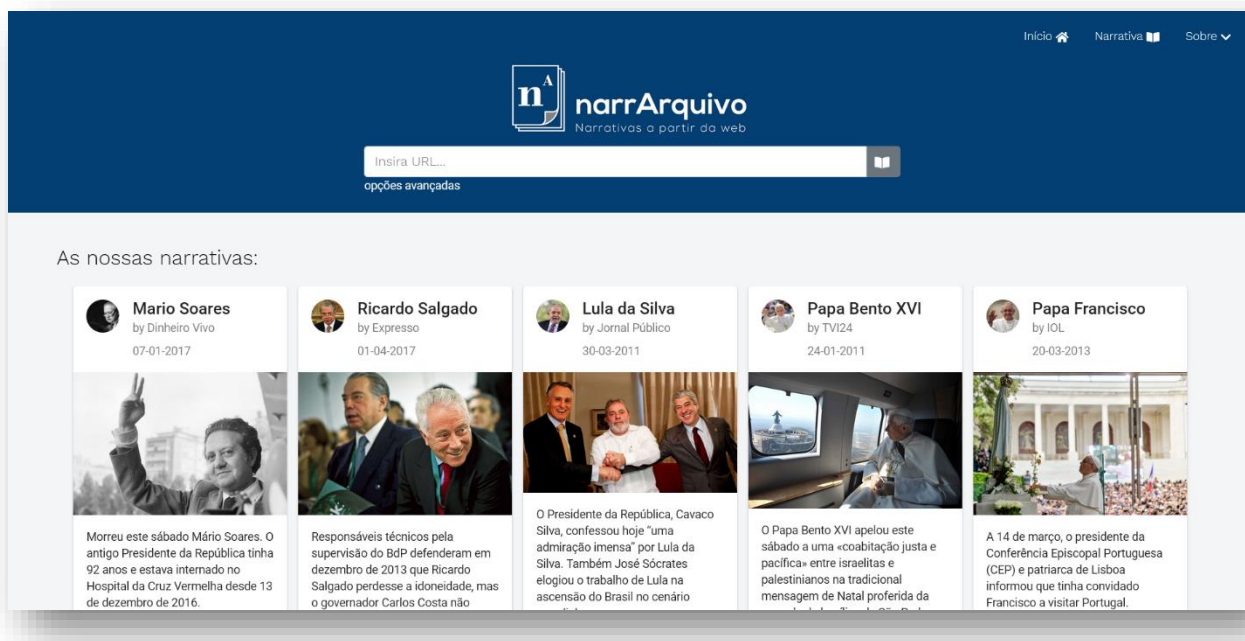 Início Narrativa Sobre
n A
narrArquivo
Narrativas a partir da web
Insira URL...
opções avançadas
As nossas narrativas:
Mario Soares
by Dinheiro Vivo
07-01-2017
Morreu este sábado Mário Soares. O
antigo Presidente da República tinha
92 anos e estava internado no
Hospital da Cruz Vermelha desde 13
de dezembro de 2016.
Ricardo Salgado
by Expresso
01-04-2017
Responsáveis técnicos pela
supervisão do BdP defenderam em
dezembro de 2013 que Ricardo
Salgado perdesse a idoneidade, mas
o governador Carlos Costa não
Lula da Silva
by Jornal Público
30-03-2011
O Presidente da República, Cavaco
Silva, confessou hoje “uma
admiração imensa” por Lula da
Silva. Também José Sócrates
elogiou o trabalho de Lula na
ascensão do Brasil no cenário
Papa Bento XVI
by TVI24
24-01-2011
O Papa Bento XVI apelou este
sábado a uma «coabitação justa e
pacífica» entre israelitas e
palestinianos na tradicional
mensagem de Natal proferida da
Papa Francisco
by IOL
20-03-2013
A 14 de março, o presidente da
Conferência Episcopal Portuguesa
(CEP) e patriarca de Lisboa
informou que tinha convidado
Francisco a visitar Portugal.